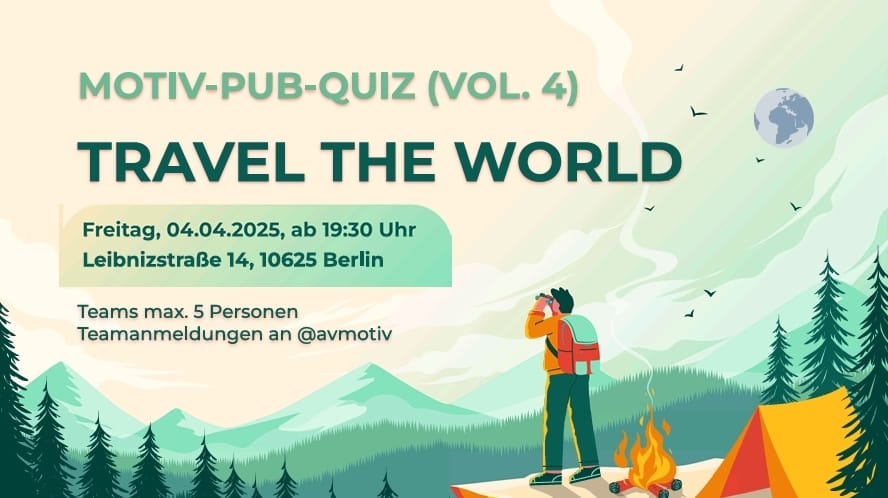 MOTIV-PUB-QUIZ (VOL. 4)
TRAVEL THE WORLD
Freitag, 04.04.2025, ab 19:30 Uhr
Leibnizstraße 14, 10625 Berlin
Teams max. 5 Personen
Teamanmeldungen an @avmotiv